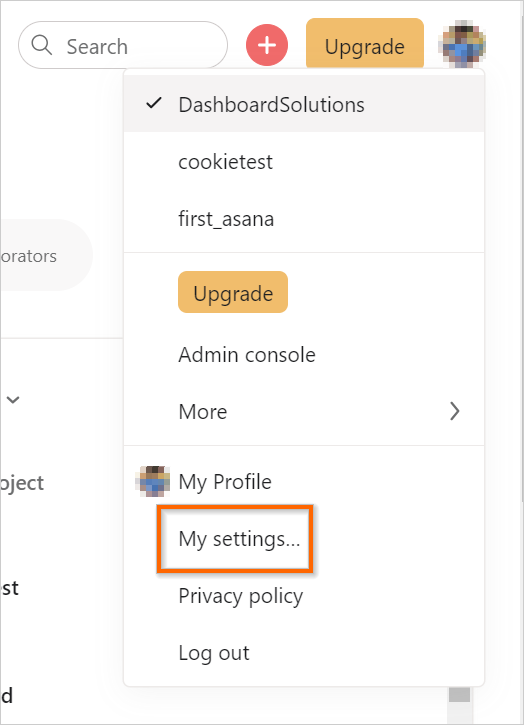 Search
Upgrade
DashboardSolutions
cookietest
first_asana
orators
Upgrade
Admin console
More
oject
My Profile
My settings...
est
Privacy policy
Log out
d